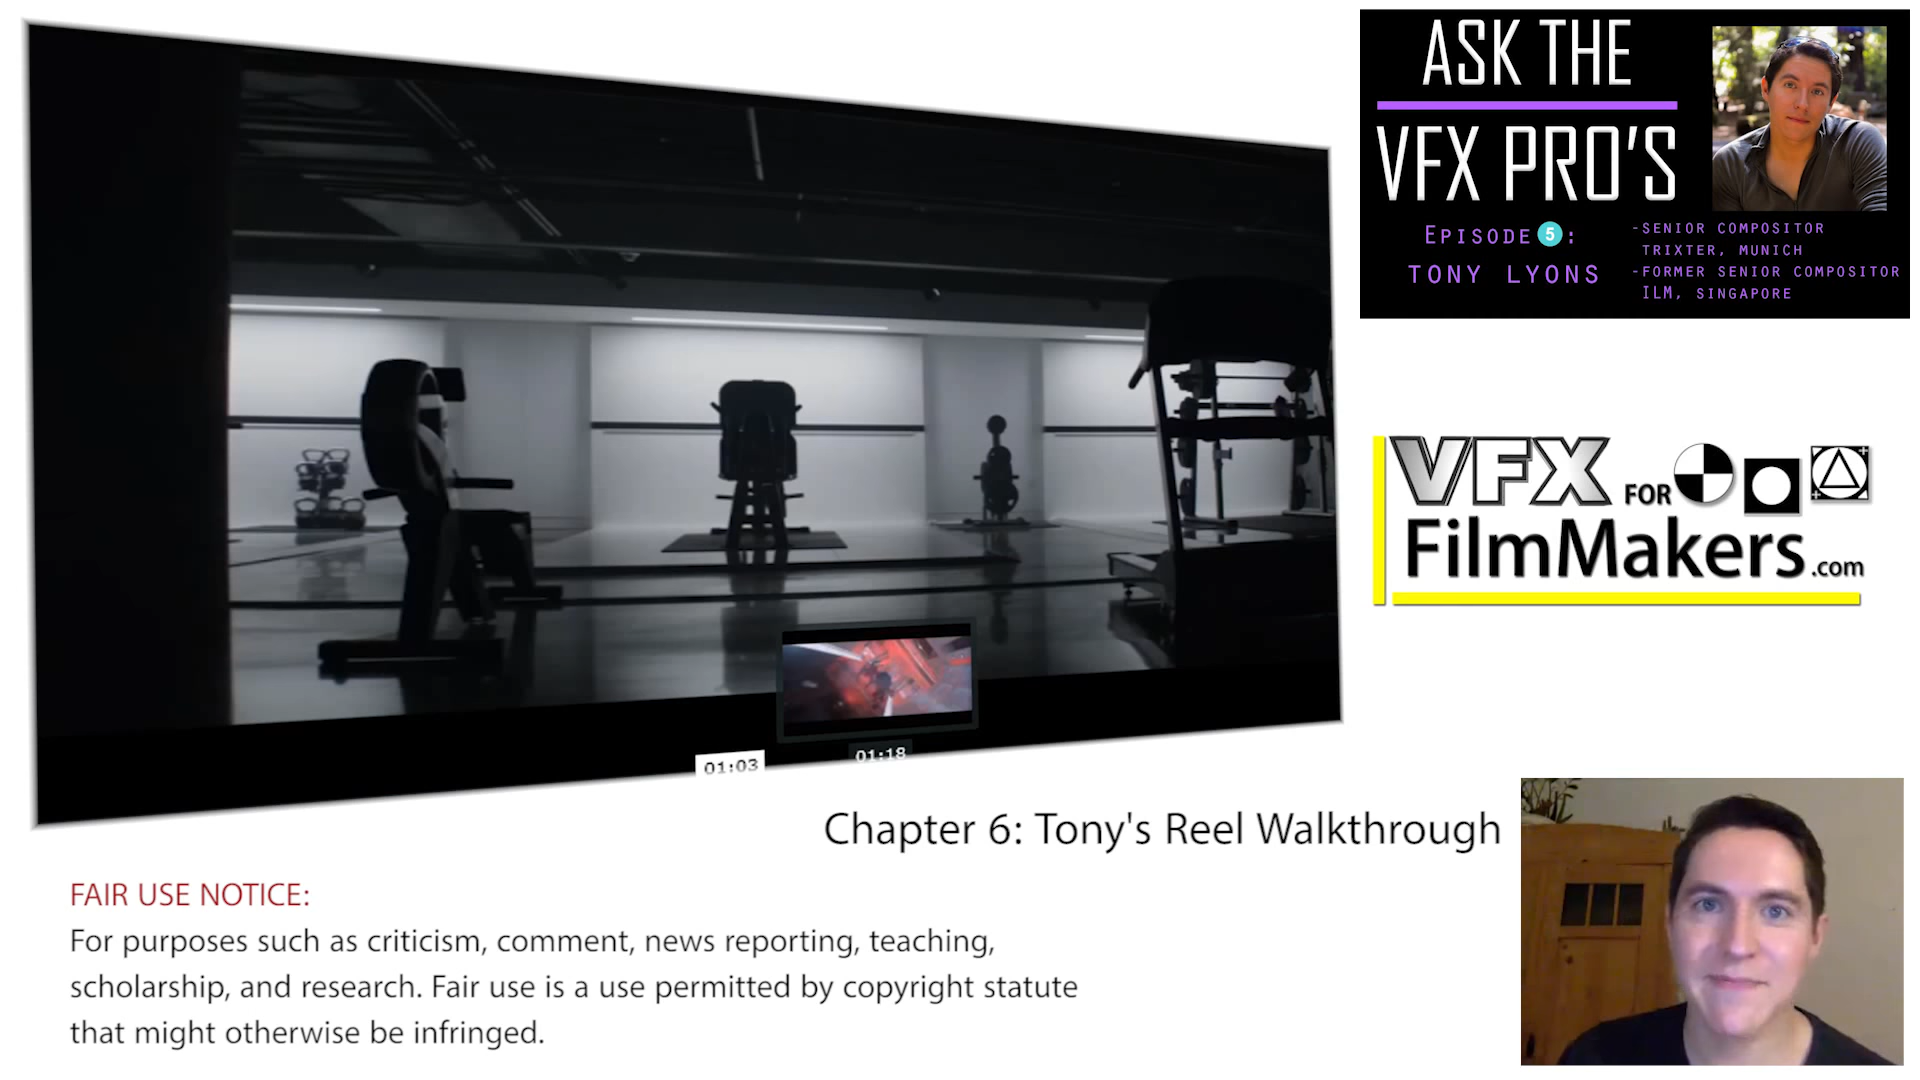 ASK THE
VFX PRO'S
EPISODE 5:
TONY LYONS
-SENIOR COMPOSITOR
TRIXTER, MUNICH
-FORMER SENIOR COMPOSITOR
ILM, SINGAPORE
VFX FOR
FilmMakers.com
01:03
01:18
Chapter 6: Tony's Reel Walkthrough
FAIR USE NOTICE:
For purposes such as criticism, comment, news reporting, teaching,
scholarship, and research. Fair use is a use permitted by copyright statute
that might otherwise be infringed.